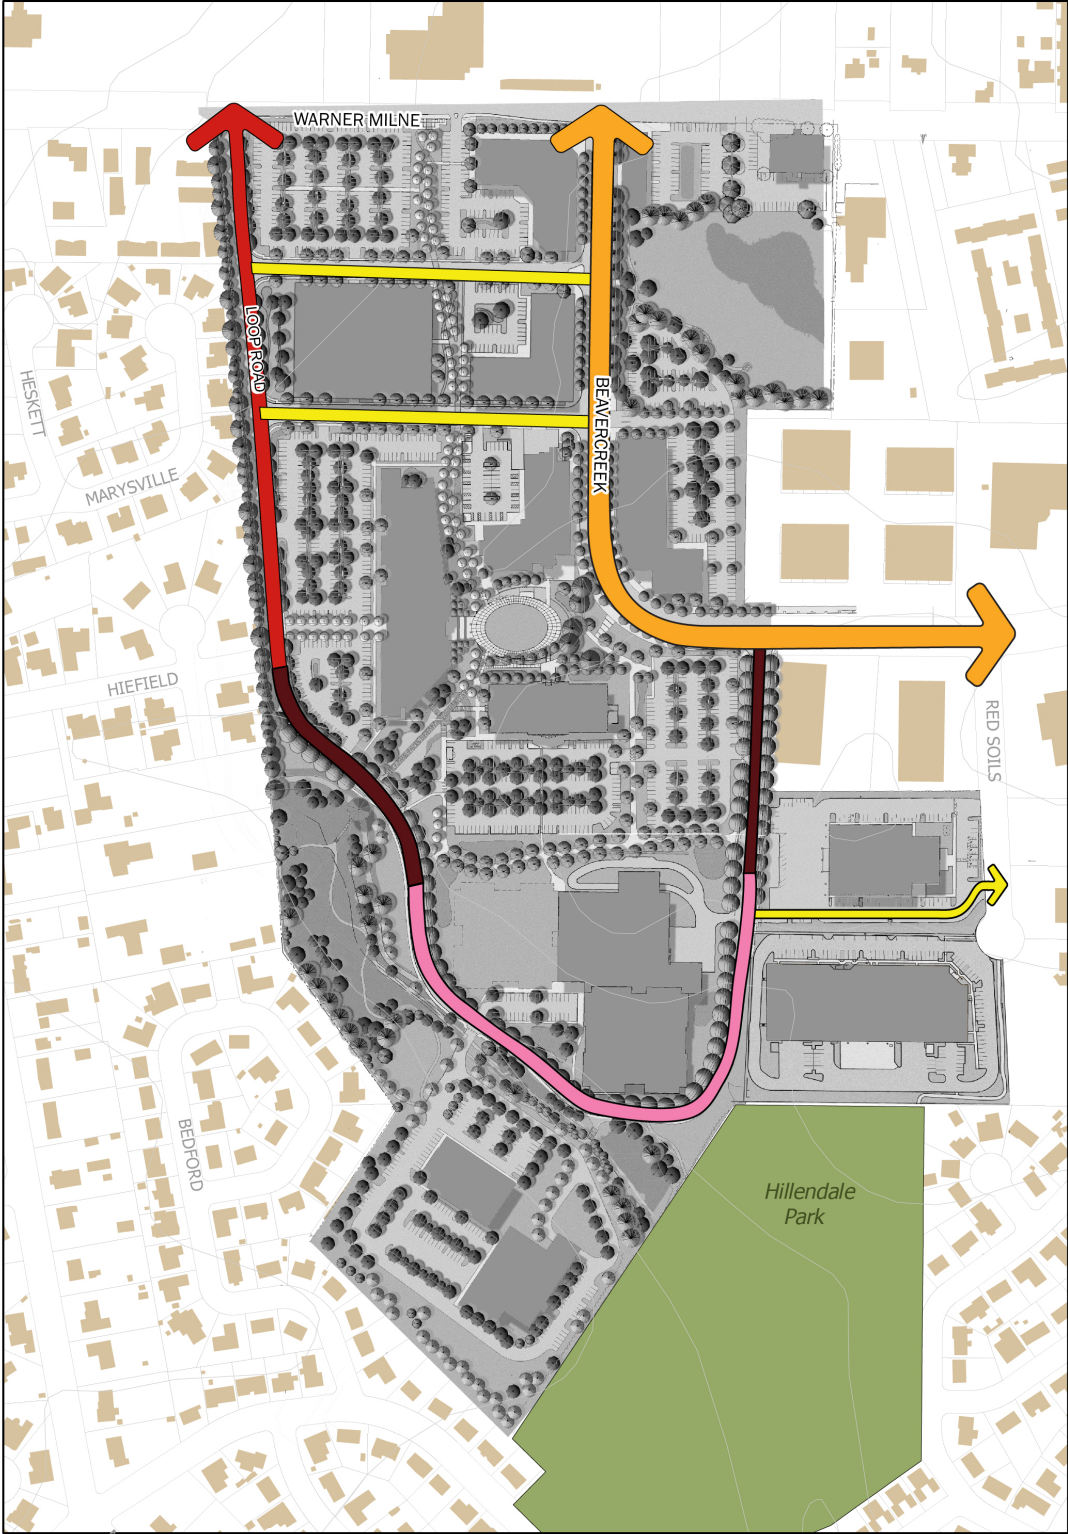 WARNER MILNE
LOOP ROAD
HESKETT
BEAVERCREEK
MARYSVILLE
HIEFIELD
RED SOILS
BEDFORD
Hillendale
Park